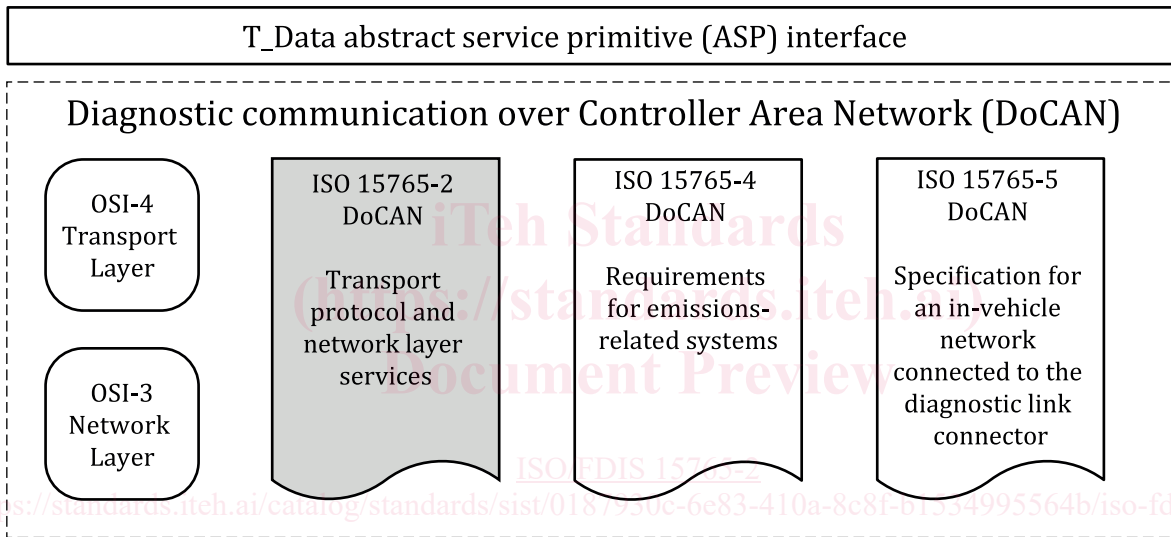 T_Data abstract service primitive (ASP) interface
Diagnostic communication over Controller Area Network (DoCAN)
OSI-4
Transport
Layer
OSI-3
Network
Layer
ISO 15765-2
DoCAN
Transport
protocol and
network layer
services
ISO 15765-4
DoCAN
Requirements
for emissions-
related systems
ISO 15765-5
DoCAN
Specification for
an in-vehicle
network
connected to the
diagnostic link
connector
iTeh Standards
(https://standards.iteh.ai)
Document Preview
ISO/FDIS 15765-2
ps://standards.iteh.ai/catalog/standards/sist/0187930c-6e83-410a-8c8f-b1534995564b/iso-fd